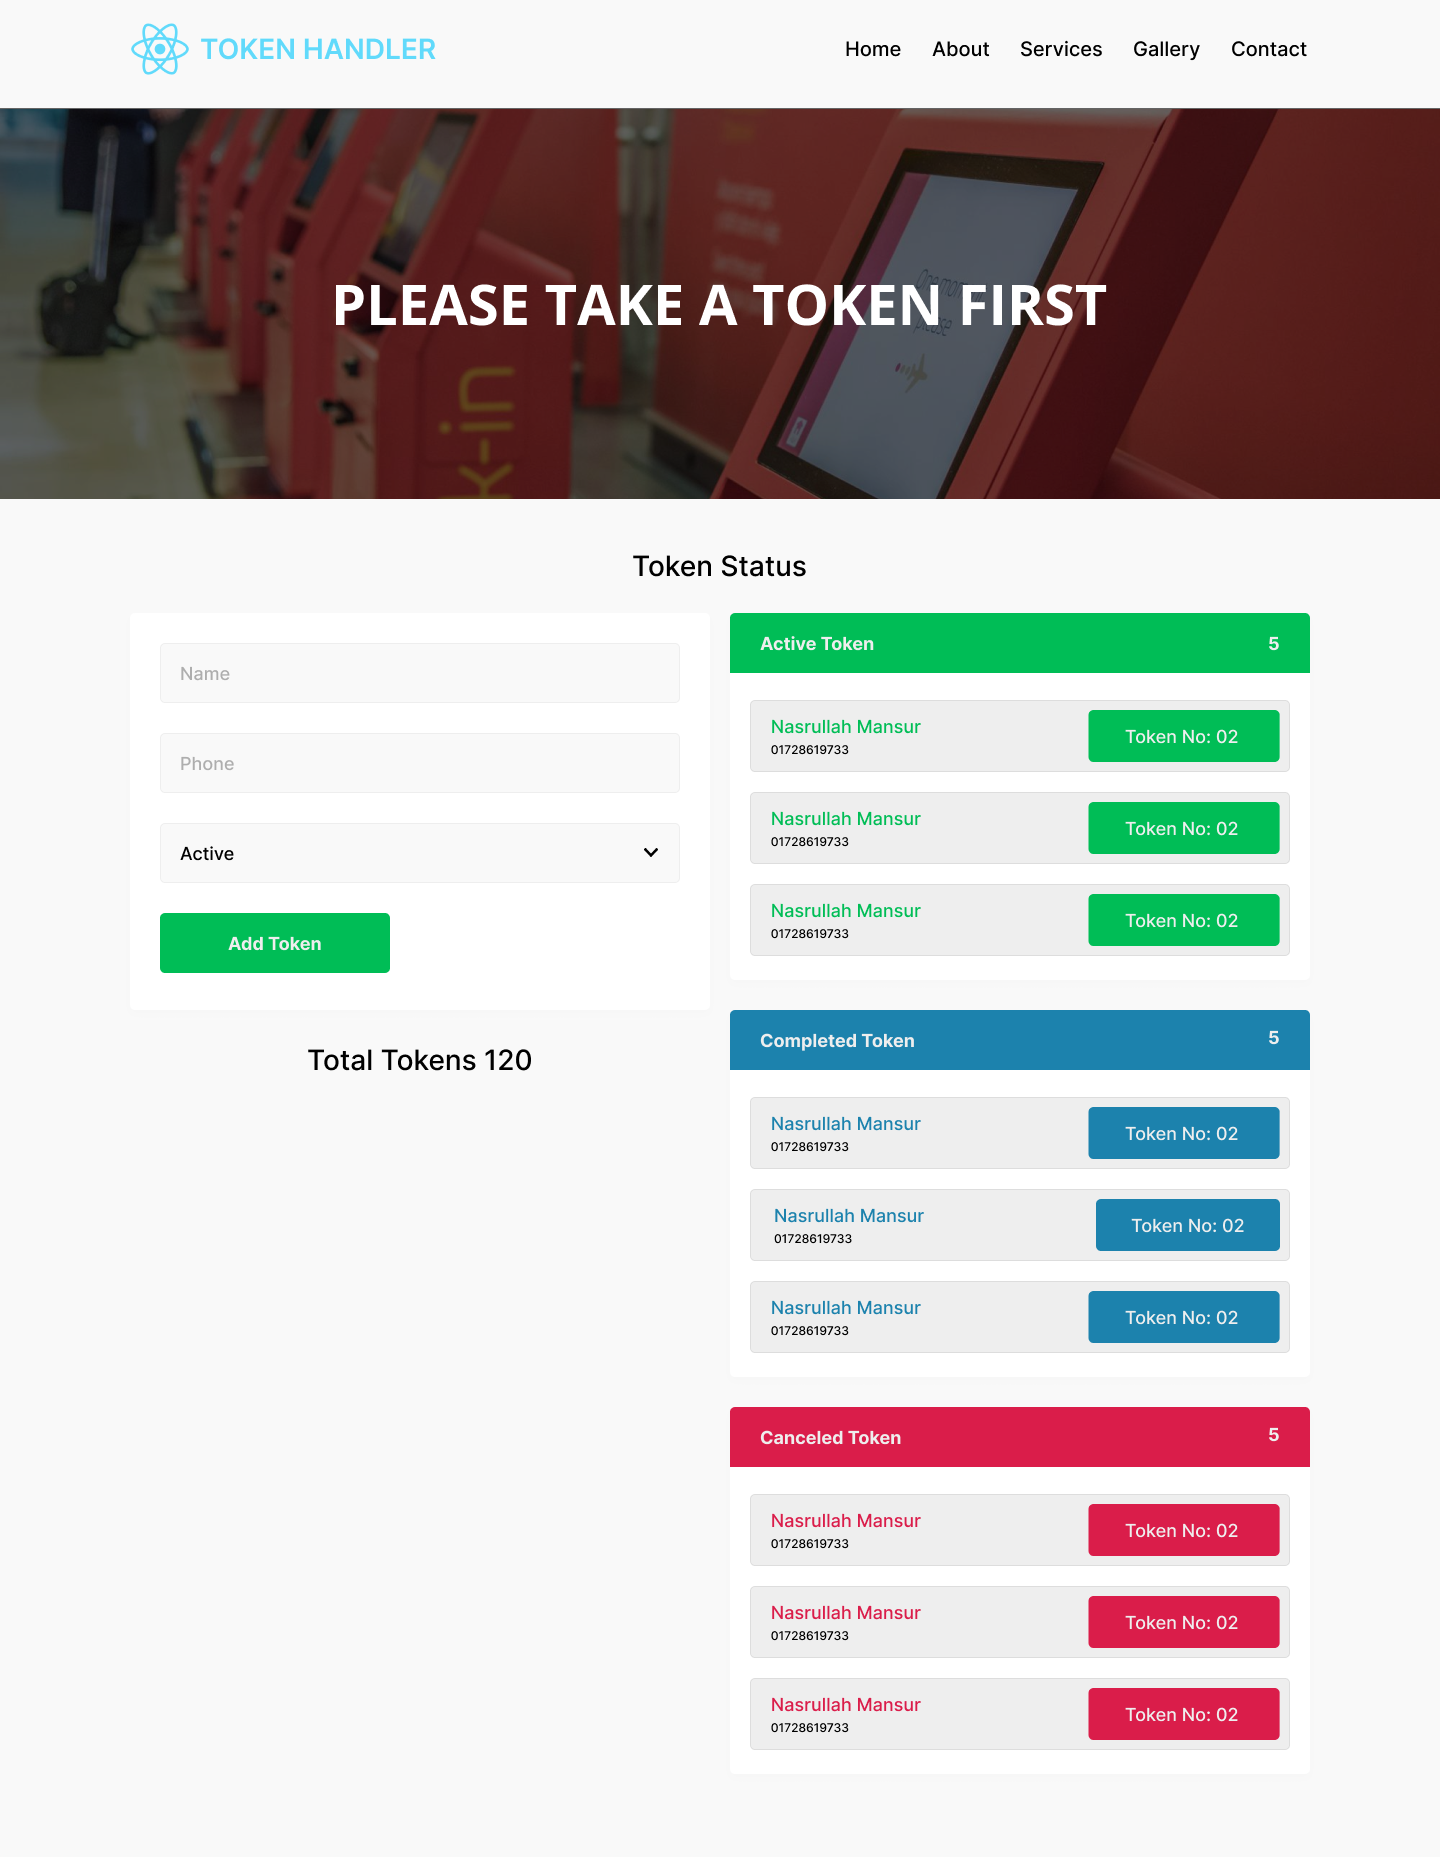 TOKEN HANDLER
Home About Services Gallery Contact
PLEASE TAKE A TOKEN FIRST
please
k-in
Token Status
Name
Phone
Active
Add Token
Total Tokens 120
Active Token 5
Nasrullah Mansur
01728619733
Token No: 02
Nasrullah Mansur
01728619733
Token No: 02
Nasrullah Mansur
01728619733
Token No: 02
Completed Token 5
Nasrullah Mansur
01728619733
Token No: 02
Nasrullah Mansur
01728619733
Token No: 02
Nasrullah Mansur
01728619733
Token No: 02
Canceled Token 5
Nasrullah Mansur
01728619733
Token No: 02
Nasrullah Mansur
01728619733
Token No: 02
Nasrullah Mansur
01728619733
Token No: 02